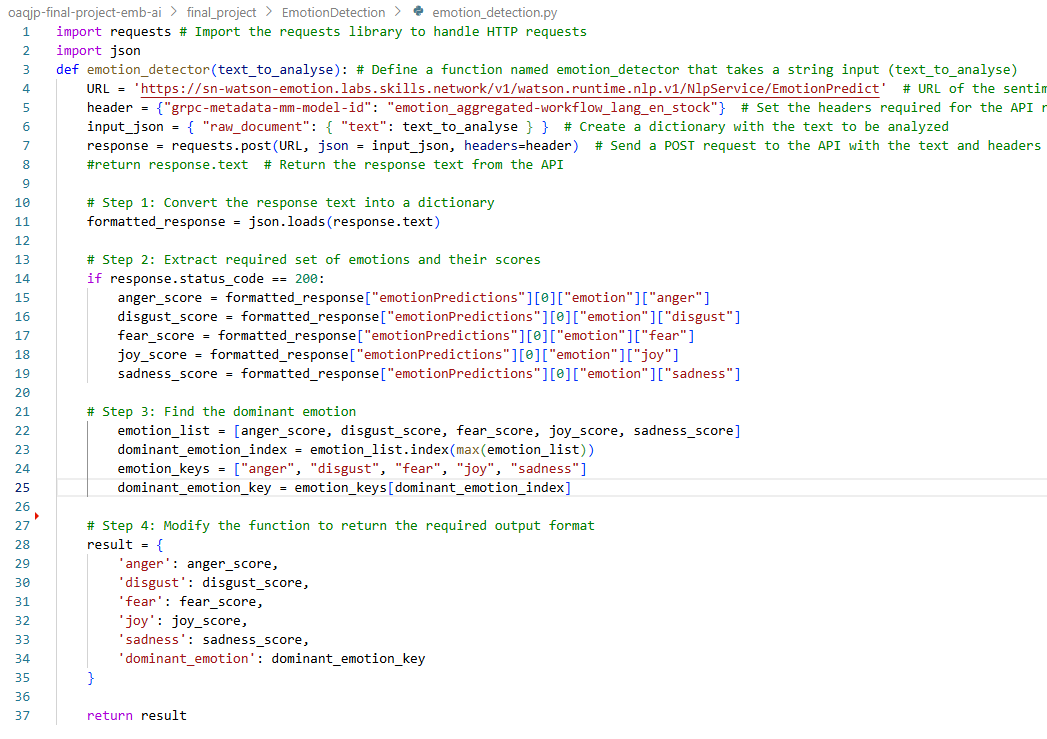 oaqjp-final-project-emb-ai > final_project > EmotionDetection > emotion_detection.py
1 import requests # Import the requests library to handle HTTP requests
2 import json
3 def emotion_detector(text_to_analyse): # Define a function named emotion_detector that takes a string input (text_to_analyse)
4     URL = 'https://sn-watson-emotion.labs.skills.network/v1/watson.runtime.nlp.v1/NlpService/EmotionPredict'  # URL of the sentim
5     header = {"grpc-metadata-mm-model-id": "emotion_aggregated-workflow_lang_en_stock"}  # Set the headers required for the API r
6     input_json = { "raw_document": { "text": text_to_analyse } }  # Create a dictionary with the text to be analyzed
7     response = requests.post(URL, json = input_json, headers=header)  # Send a POST request to the API with the text and headers
8     #return response.text  # Return the response text from the API
9
10     # Step 1: Convert the response text into a dictionary
11     formatted_response = json.loads(response.text)
12
13     # Step 2: Extract required set of emotions and their scores
14     if response.status_code == 200:
15         anger_score = formatted_response["emotionPredictions"][0]["emotion"]["anger"]
16         disgust_score = formatted_response["emotionPredictions"][0]["emotion"]["disgust"]
17         fear_score = formatted_response["emotionPredictions"][0]["emotion"]["fear"]
18         joy_score = formatted_response["emotionPredictions"][0]["emotion"]["joy"]
19         sadness_score = formatted_response["emotionPredictions"][0]["emotion"]["sadness"]
20
21     # Step 3: Find the dominant emotion
22         emotion_list = [anger_score, disgust_score, fear_score, joy_score, sadness_score]
23         dominant_emotion_index = emotion_list.index(max(emotion_list))
24         emotion_keys = ["anger", "disgust", "fear", "joy", "sadness"]
25         dominant_emotion_key = emotion_keys[dominant_emotion_index]
26
27     # Step 4: Modify the function to return the required output format
28     result = {
29         'anger': anger_score,
30         'disgust': disgust_score,
31         'fear': fear_score,
32         'joy': joy_score,
33         'sadness': sadness_score,
34         'dominant_emotion': dominant_emotion_key
35     }
36
37     return result